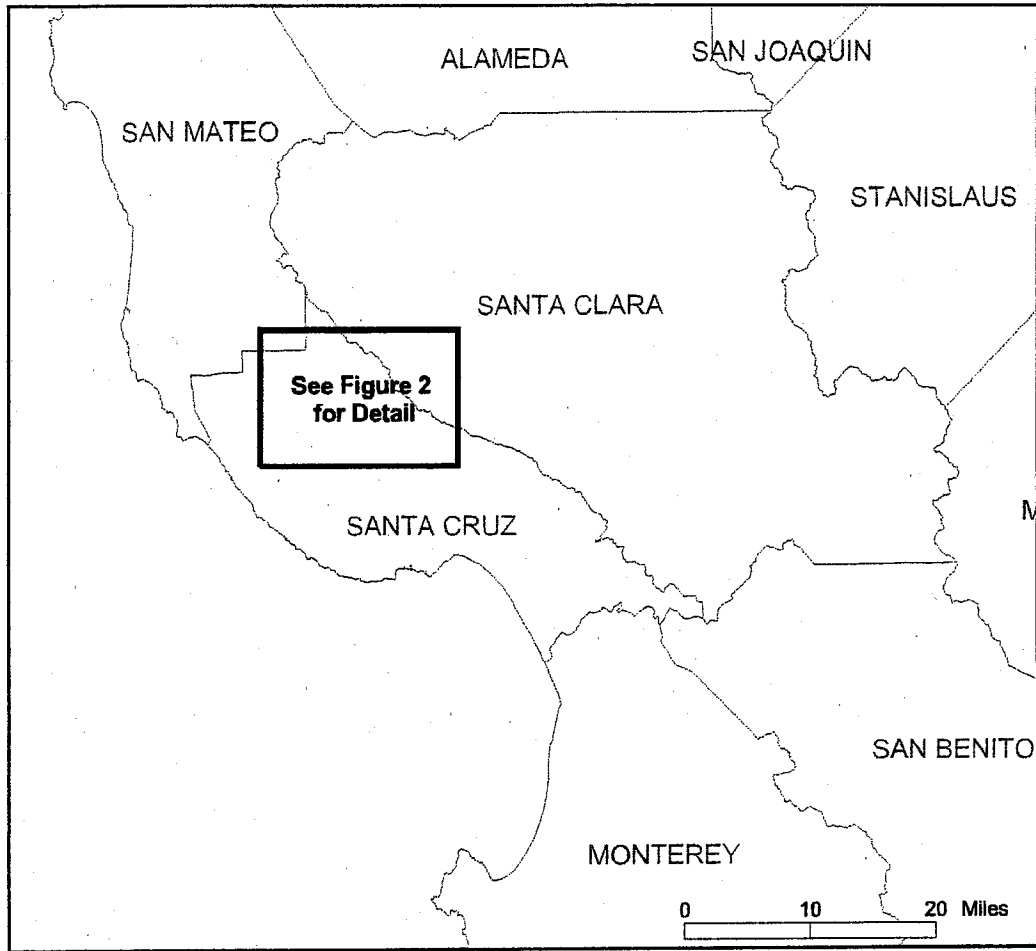 ALAMEDA
SAN JOAQUIN
SAN MATEO
STANISLAUS
SANTA CLARA
See Figure 2
for Detail
SANTA CRUZ
M
SAN BENITO
MONTEREY
0 10 20 Miles